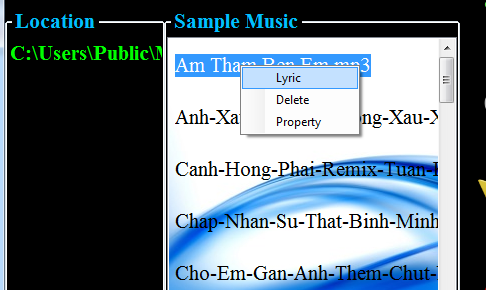 Location
Sample Music
C:\Users\Public\
Am Tham Ben Em.mp3
Lyric
Delete
Property
Anh-Xa ong-Xau-X
Canh-Hong-Phai-Remix-Tuan-
Chap-Nhan-Su-That-Binh-Minh
Cho-Em-Gan-Anh-Them-Chut-